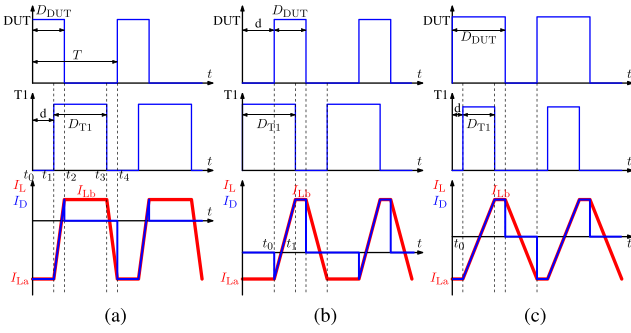 DUT D_DUT T t
T1 d D_T1 t
t_0 t_1 t_2 t_3 t_4
I_L I_D I_Lb I_La t
(a)
DUT d D_DUT t
T1 D_T1 t
I_L I_D I_Lb t_0 t_1 I_La t
(b)
DUT D_DUT t
T1 d D_T1 t
I_L I_D I_Lb t_0 I_La t
(c)